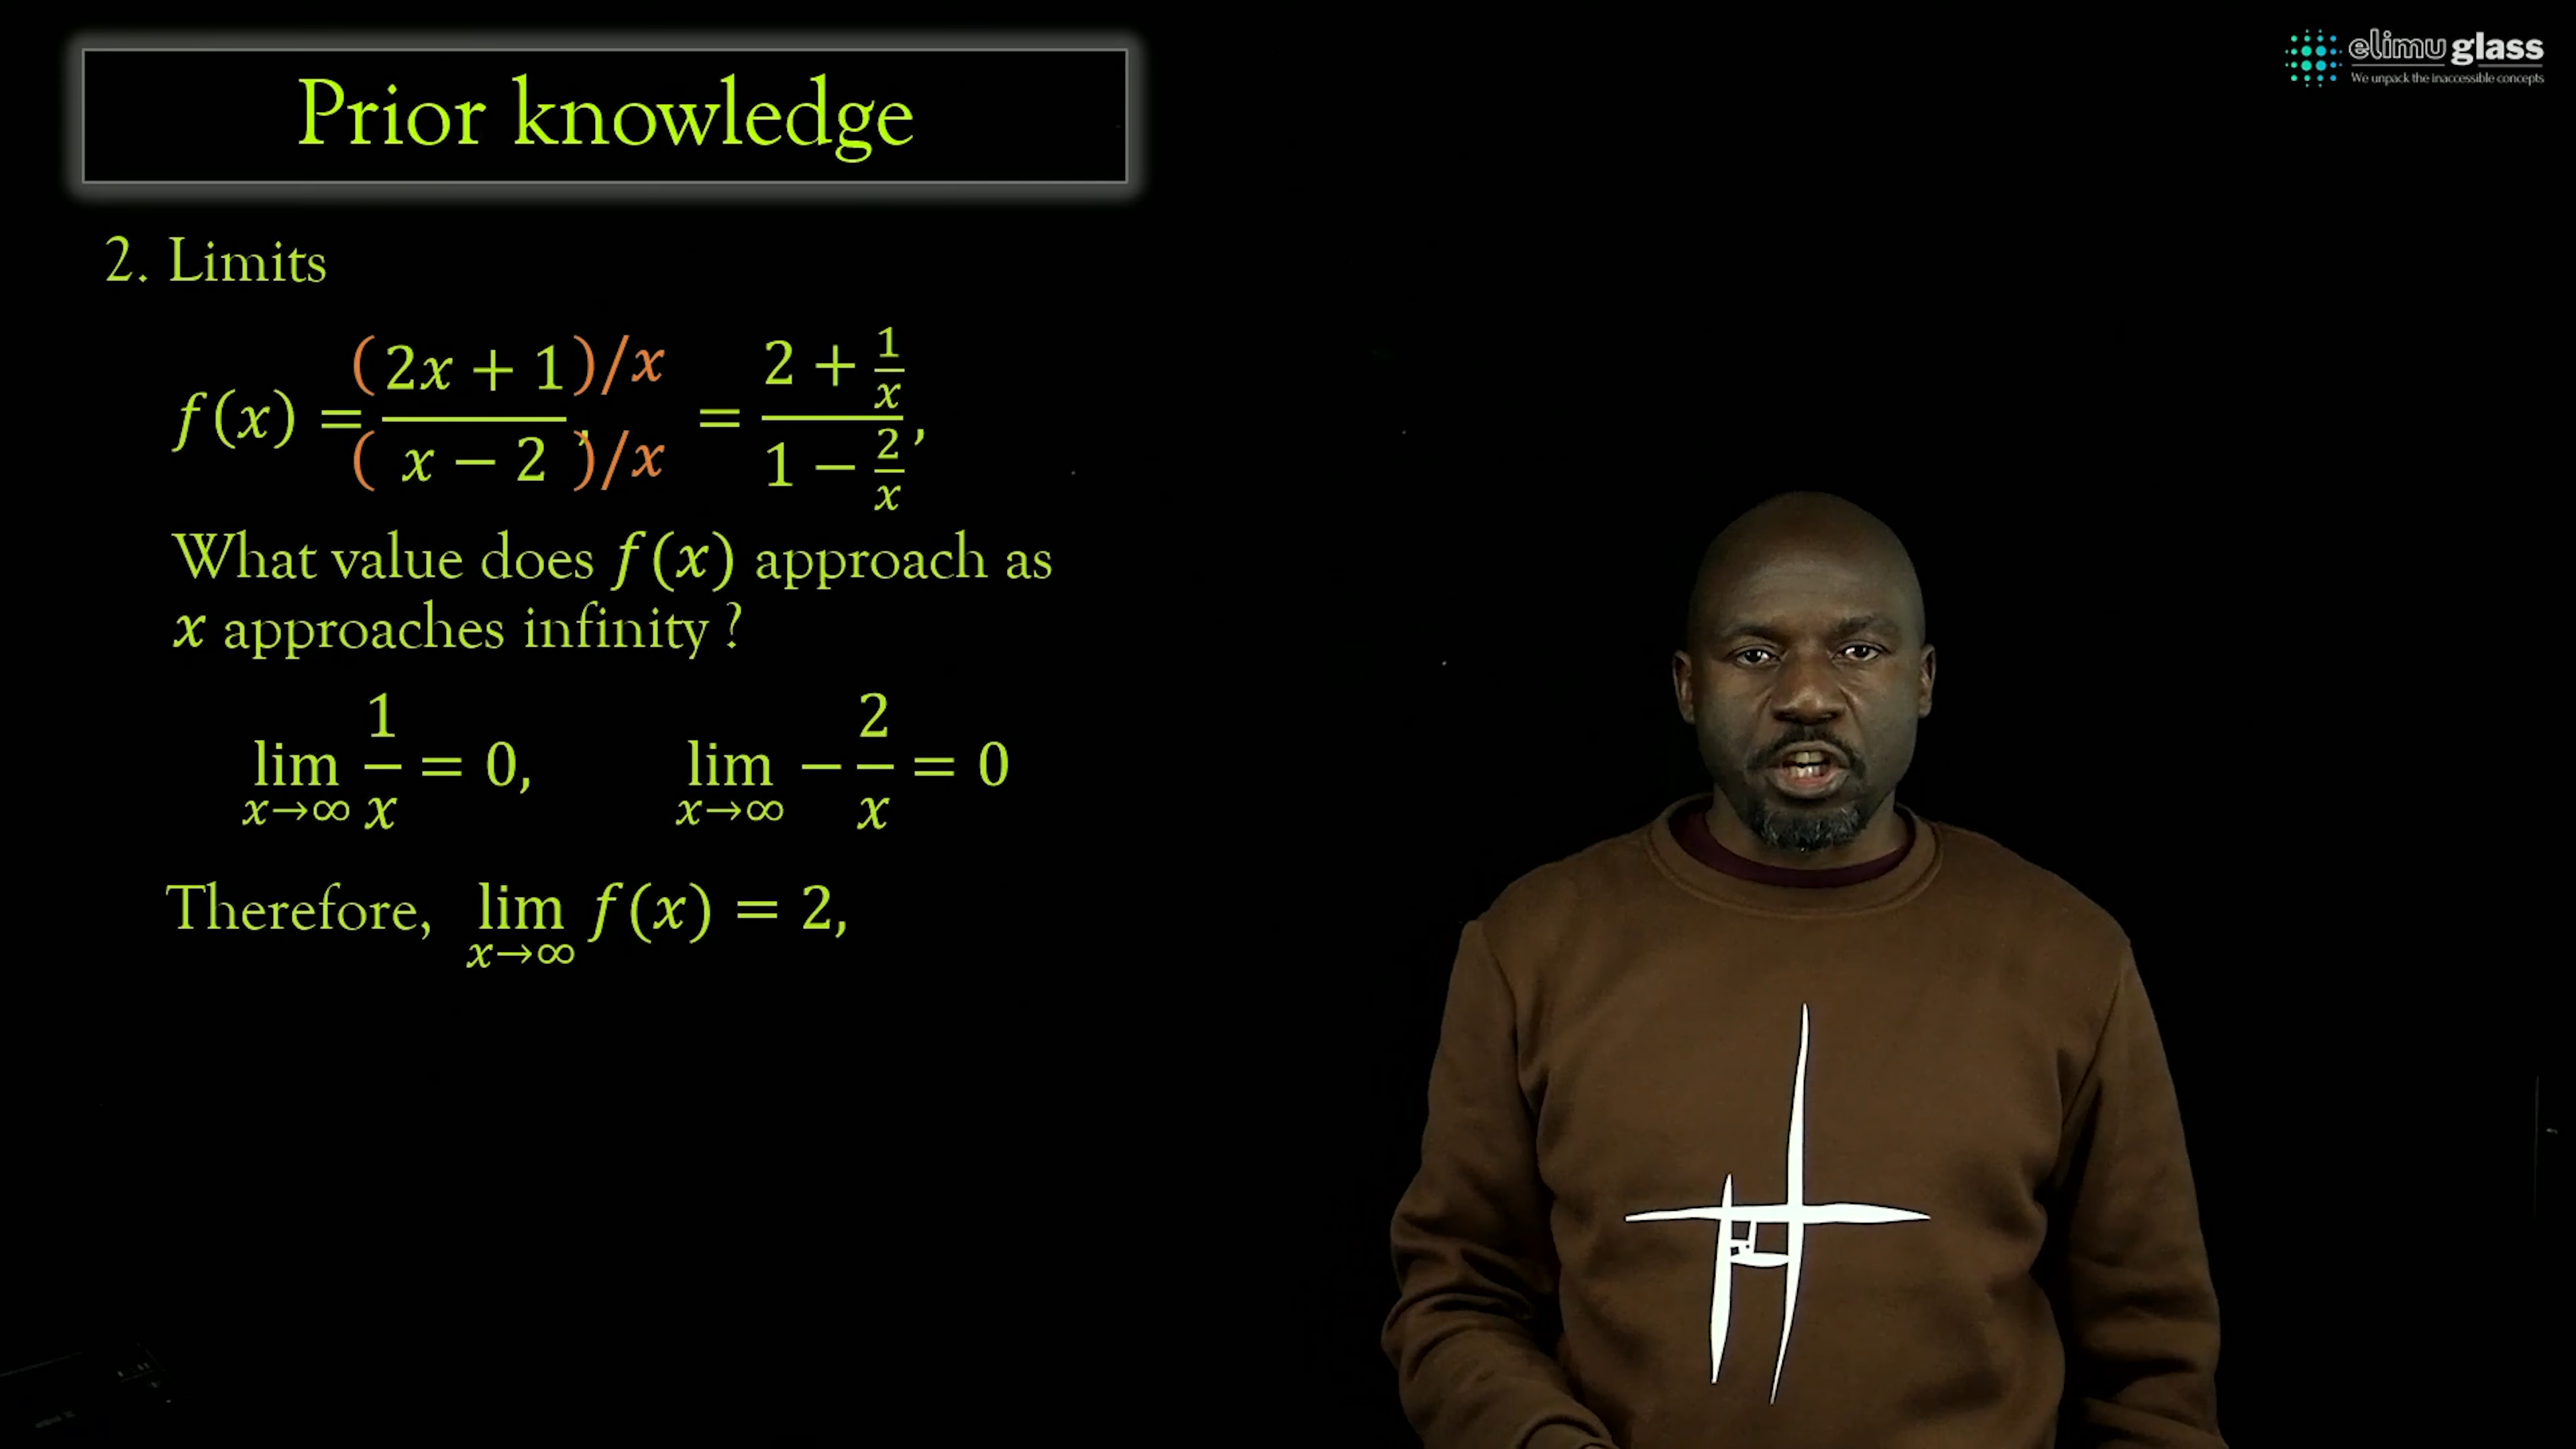 elimu glass
We unpack the inaccessible concepts
Prior knowledge
2. Limits
f(x) = (2x + 1)/x / (x − 2)/x, = (2 + 1/x) / (1 − 2/x),
What value does f(x) approach as
x approaches infinity ?
lim x→∞ 1/x = 0, lim x→∞ − 2/x = 0
Therefore, lim x→∞ f(x) = 2,